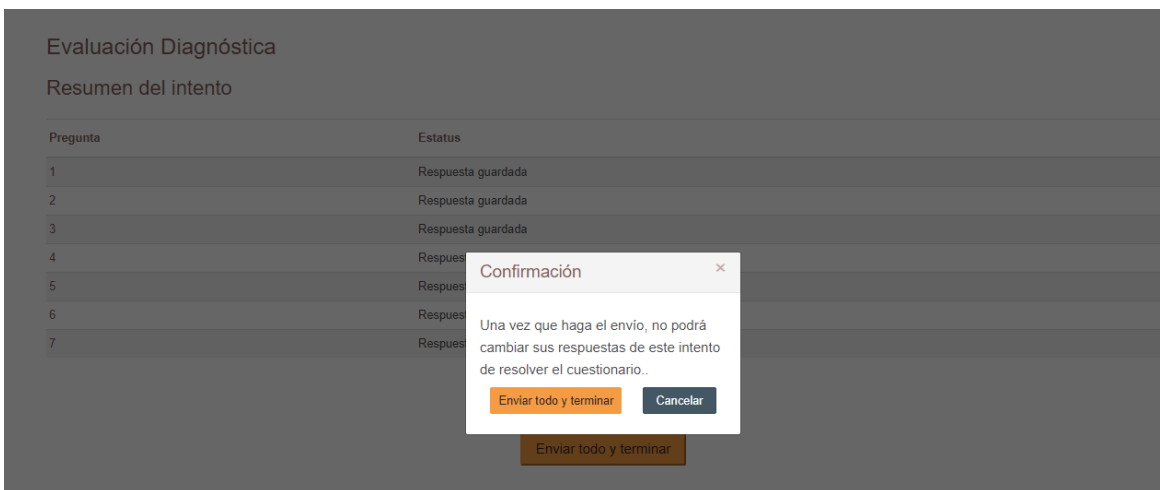 Evaluación Diagnóstica
Resumen del intento
Pregunta Estatus
1 Respuesta guardada
2 Respuesta guardada
3 Respuesta guardada
4 Respues
5 Respues
6 Respues
7 Respues
Confirmación ×
Una vez que haga el envío, no podrá
cambiar sus respuestas de este intento
de resolver el cuestionario..
Enviar todo y terminar Cancelar
Enviar todo y terminar